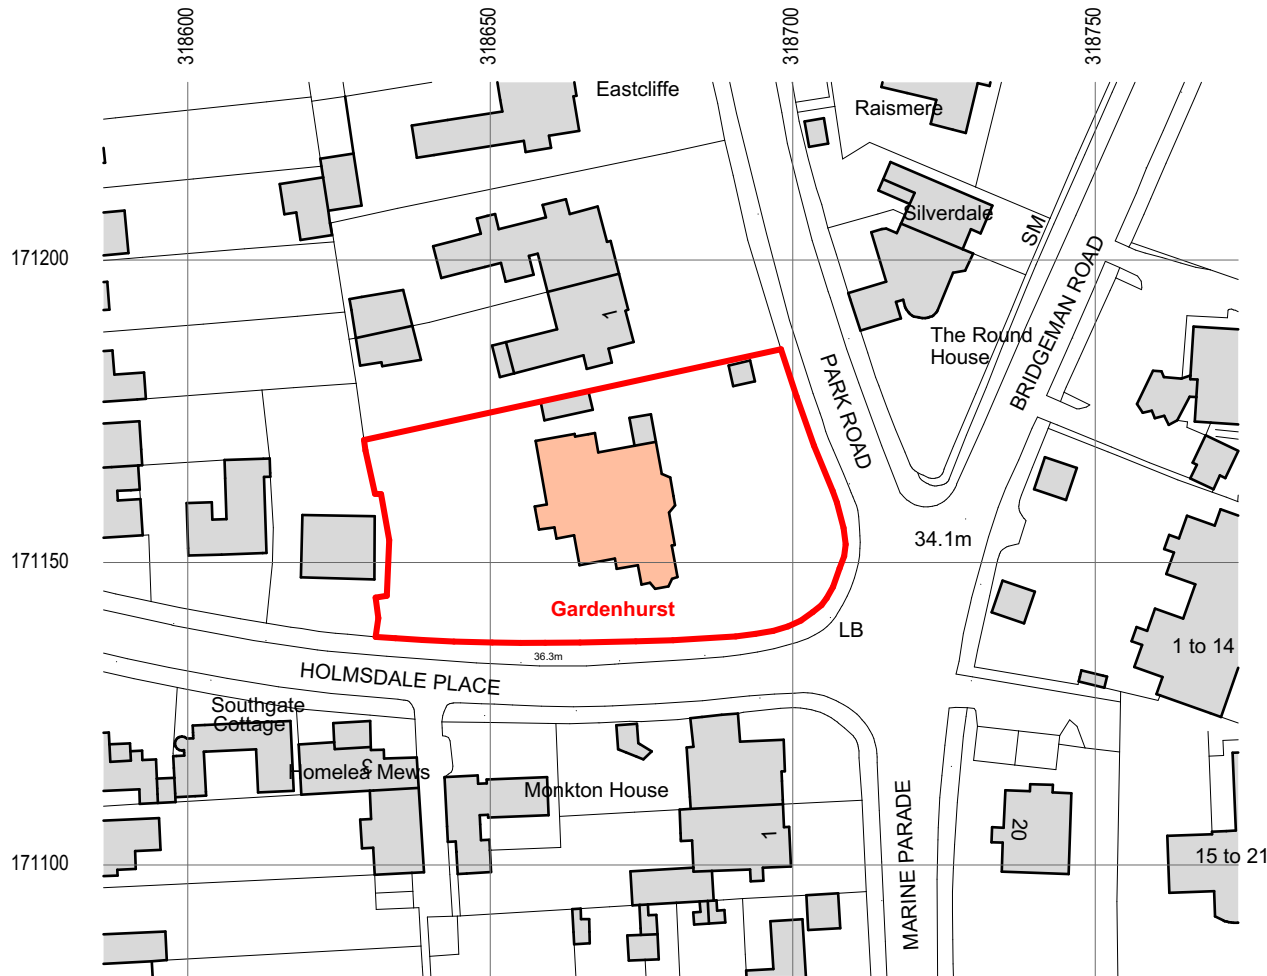 318600
318650
318700
318750
Eastcliffe
Raismere
Silverdale
SM
171200
BRIDGEMAN ROAD
1
The Round
House
PARK ROAD
34.1m
171150
Gardenhurst
LB
1 to 14
36.3m
HOLMSDALE PLACE
Southgate
Cottage
3
Homelea Mews
Monkton House
MARINE PARADE
1
20
15 to 21
171100